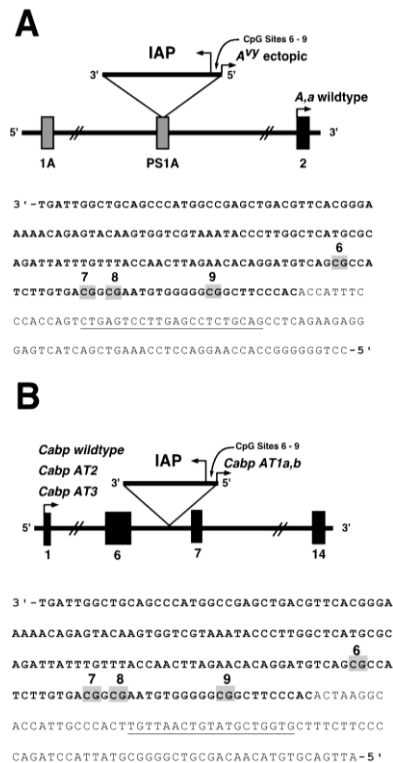 A
IAP
CpG Sites 6 - 9
3'
5'
Avy ectopic
A,a wildtype
5'
3'
1A
PS1A
2
3'-TGATTGGCTGCAGCCCATGGCCGAGCTGACGTTCACGGGA
AAAACAGAGTACAAGTGGTCGTAAATACCCTTGGCTCATGCGC
6
AGATTATTTGTTTACCAACTTAGAACACAGGATGTCAGCGCCA
7 8 9
TCTTGTGACGGCGAATGTGGGGGCGGCTTCCCACACCATTTC
CCACCAGTCTGAGTCCTTGAGCCTCTGCAGCCTCAGAAGAGG
GAGTCATCAGCTGAAACCTCCAGGAACCACCGGGGGGTCC-5'
B
Cabp wildtype
Cabp AT2
Cabp AT3
IAP
CpG Sites 6 - 9
3'
5'
Cabp AT1a,b
5'
3'
1
6
7
14
3'-TGATTGGCTGCAGCCCATGGCCGAGCTGACGTTCACGGGA
AAAACAGAGTACAAGTGGTCGTAAATACCCTTGGCTCATGCGC
6
AGATTATTTGTTTACCAACTTAGAACACAGGATGTCAGCGCCA
7 8 9
TCTTGTGACGGCGAATGTGGGGGCGGCTTCCCACACTAAGGC
ACCATTGCCCACTTGTTAACTGTATGCTGGTGCTTTCTTCCC
CAGATCCATTATGCGGGGCTGCGACAACATGTGCAGTTA-5'